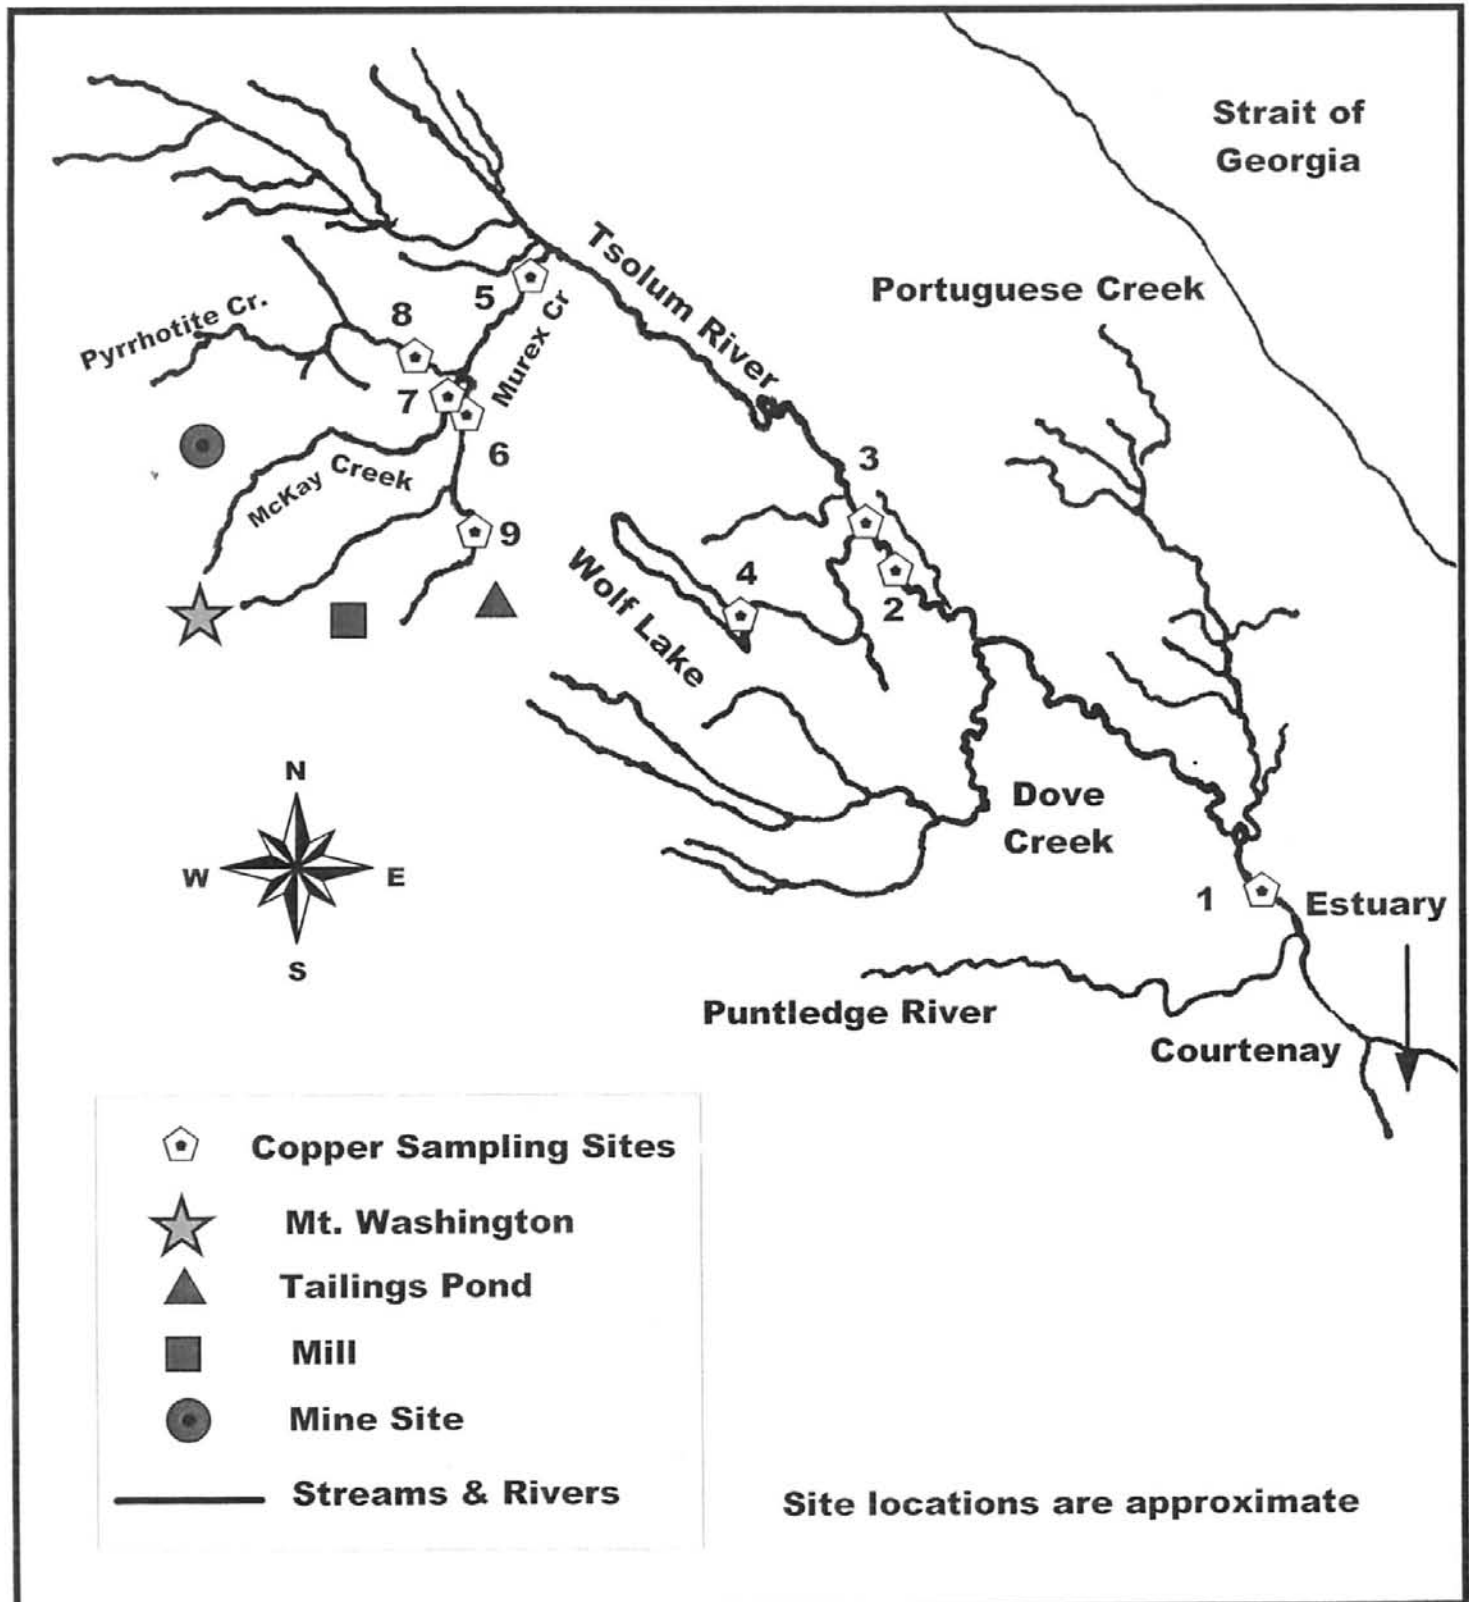 Strait of
Georgia
Tsolum River
Portuguese Creek
5
Murex Cr
Pyrrhotite Cr.
8
7
7
6
McKay Creek
9
3
4
2
Wolf Lake
N
W
E
S
Dove
Creek
1
Estuary
Puntledge River
Courtenay
Copper Sampling Sites
Mt. Washington
Tailings Pond
Mill
Mine Site
Streams & Rivers
Site locations are approximate